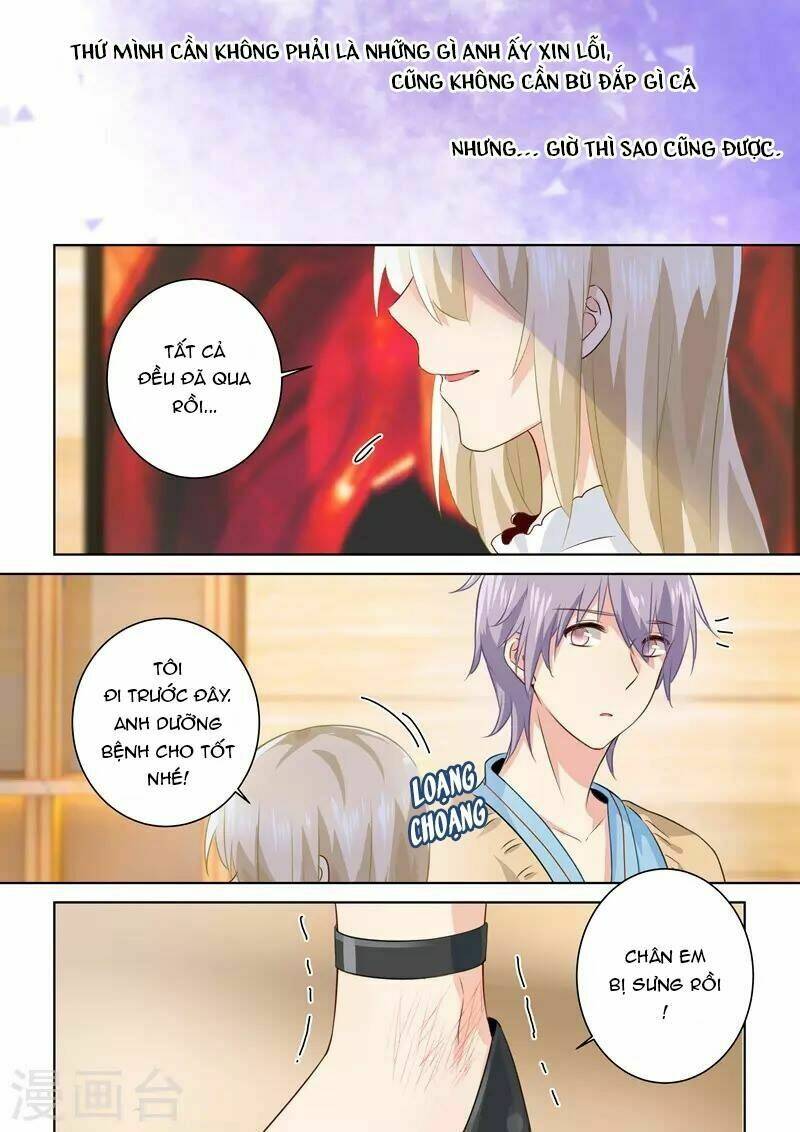 THỨ MÌNH CẦN KHÔNG PHẢI LÀ NHỮNG GÌ ANH ẤY XIN LỖI,
CŨNG KHÔNG CẦN BÙ ĐẮP GÌ CẢ
NHƯNG... GIỜ THÌ SAO CŨNG ĐƯỢC.
TẤT CẢ
ĐỀU ĐÃ QUA
RỒI...
TÔI
ĐI TRƯỚC ĐÂY.
ANH DƯỠNG
BỆNH CHO TỐT
NHÉ!
LOẠNG
CHOẠNG
CHÂN EM
BỊ SƯNG RỒI
!
漫画台